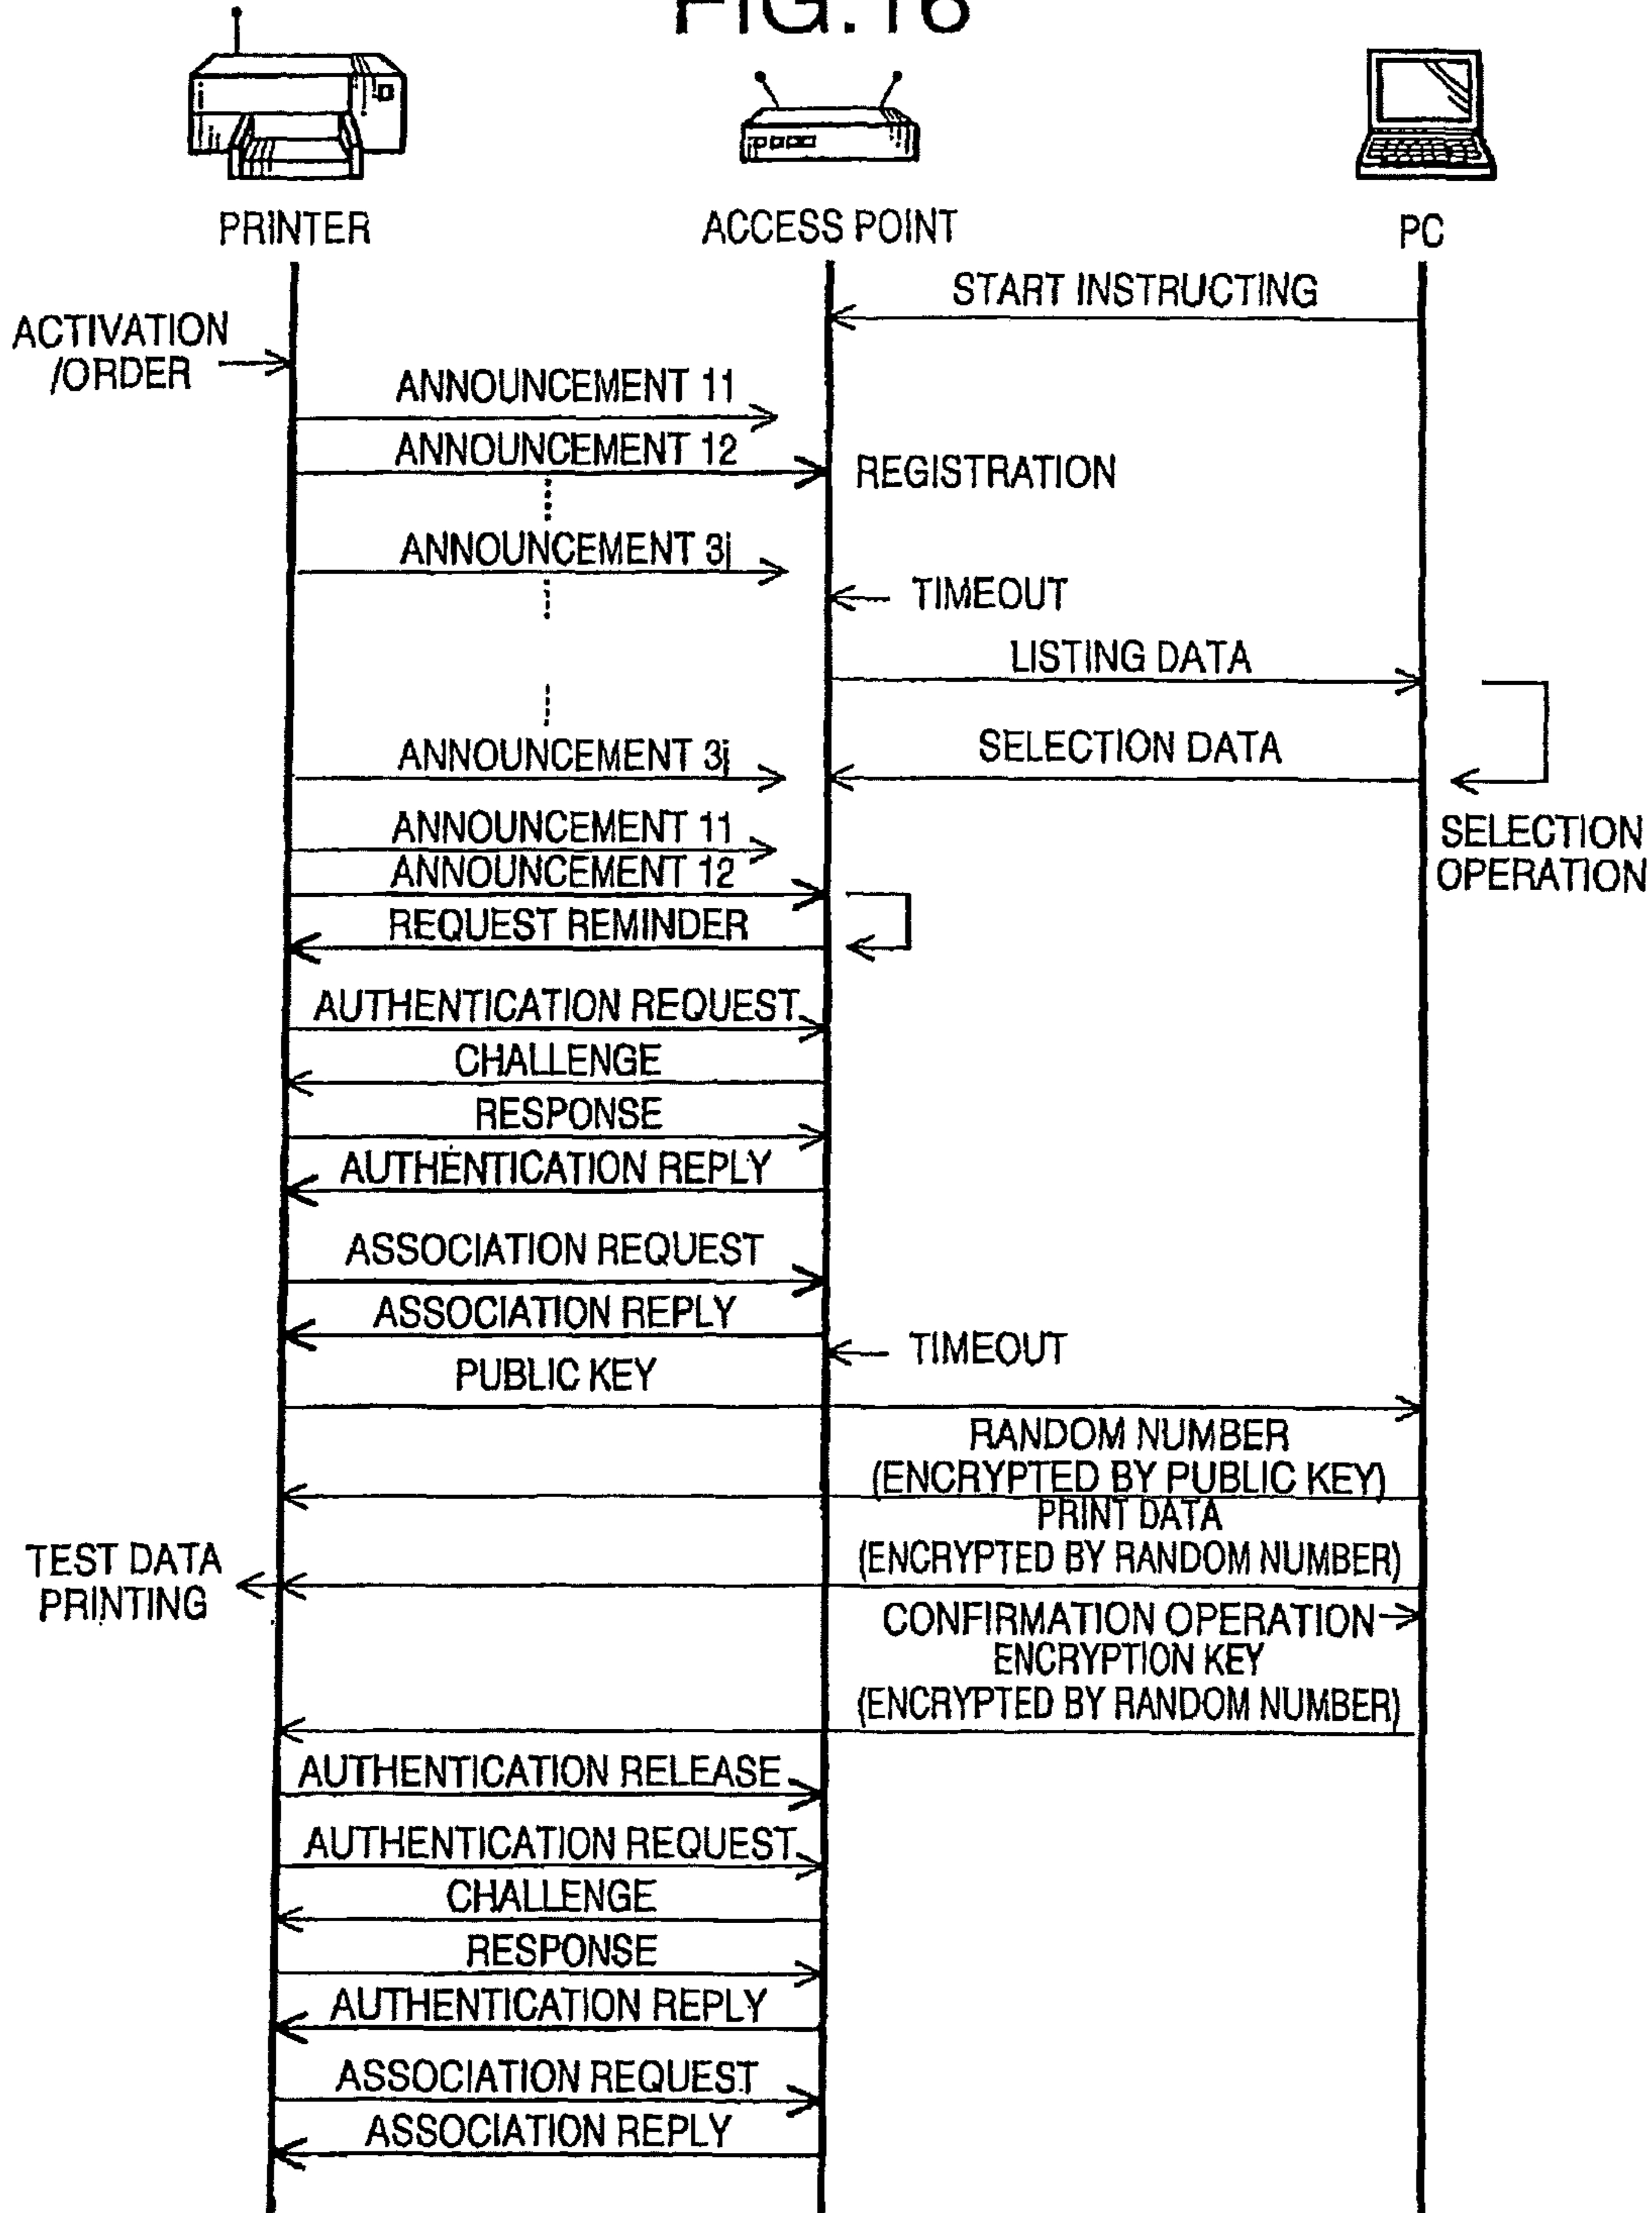 FIG.16
PRINTER
ACCESS POINT
PC
START INSTRUCTING
ACTIVATION
/ORDER
ANNOUNCEMENT 11
ANNOUNCEMENT 12
REGISTRATION
ANNOUNCEMENT 3j
TIMEOUT
LISTING DATA
ANNOUNCEMENT 3j
SELECTION DATA
SELECTION
OPERATION
ANNOUNCEMENT 11
ANNOUNCEMENT 12
REQUEST REMINDER
AUTHENTICATION REQUEST
CHALLENGE
RESPONSE
AUTHENTICATION REPLY
ASSOCIATION REQUEST
ASSOCIATION REPLY
TIMEOUT
PUBLIC KEY
RANDOM NUMBER
(ENCRYPTED BY PUBLIC KEY)
PRINT DATA
(ENCRYPTED BY RANDOM NUMBER)
TEST DATA
PRINTING
CONFIRMATION OPERATION
ENCRYPTION KEY
(ENCRYPTED BY RANDOM NUMBER)
AUTHENTICATION RELEASE
AUTHENTICATION REQUEST
CHALLENGE
RESPONSE
AUTHENTICATION REPLY
ASSOCIATION REQUEST
ASSOCIATION REPLY